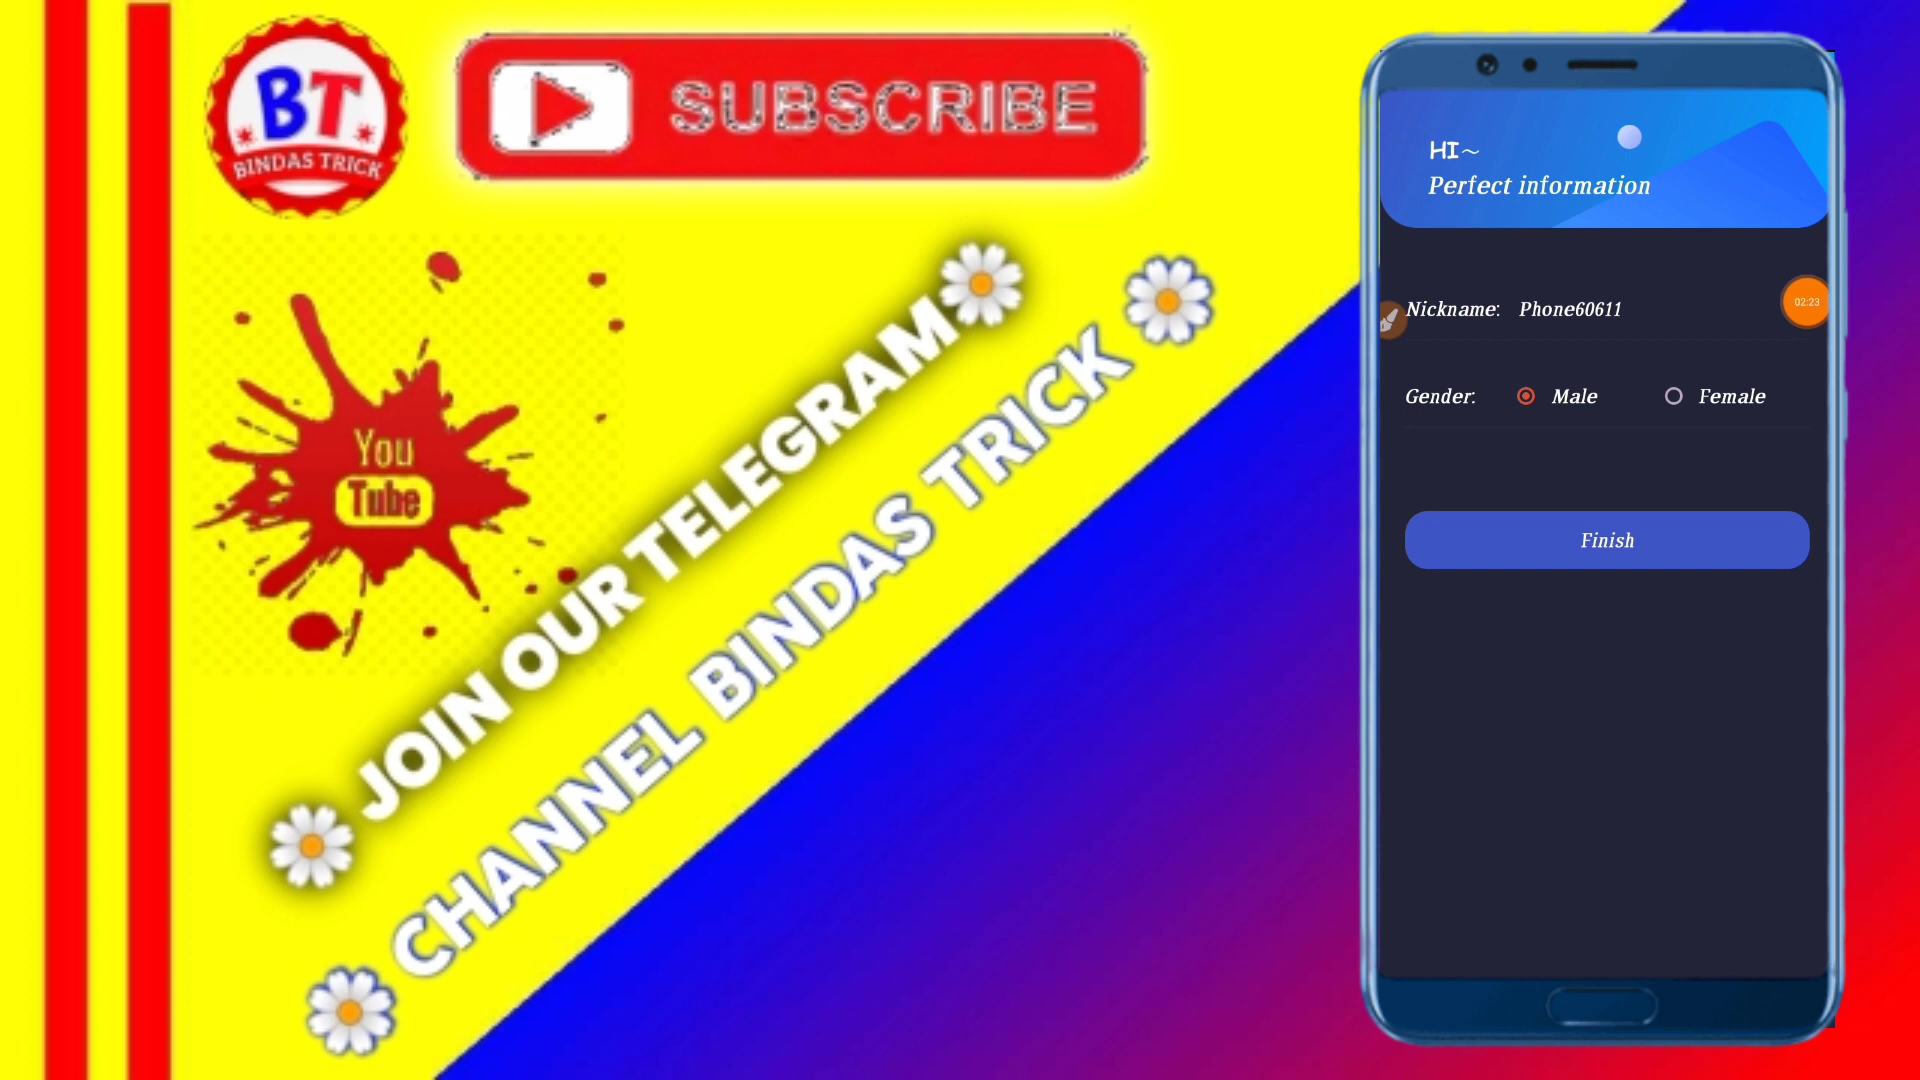 BT
BINDAS TRICK
SUBSCRIBE
You
Tube
JOIN OUR TELEGRAM
CHANNEL BINDAS TRICK
HI~
Perfect information
Nickname: Phone60611
02:23
Gender: Male Female
Finish